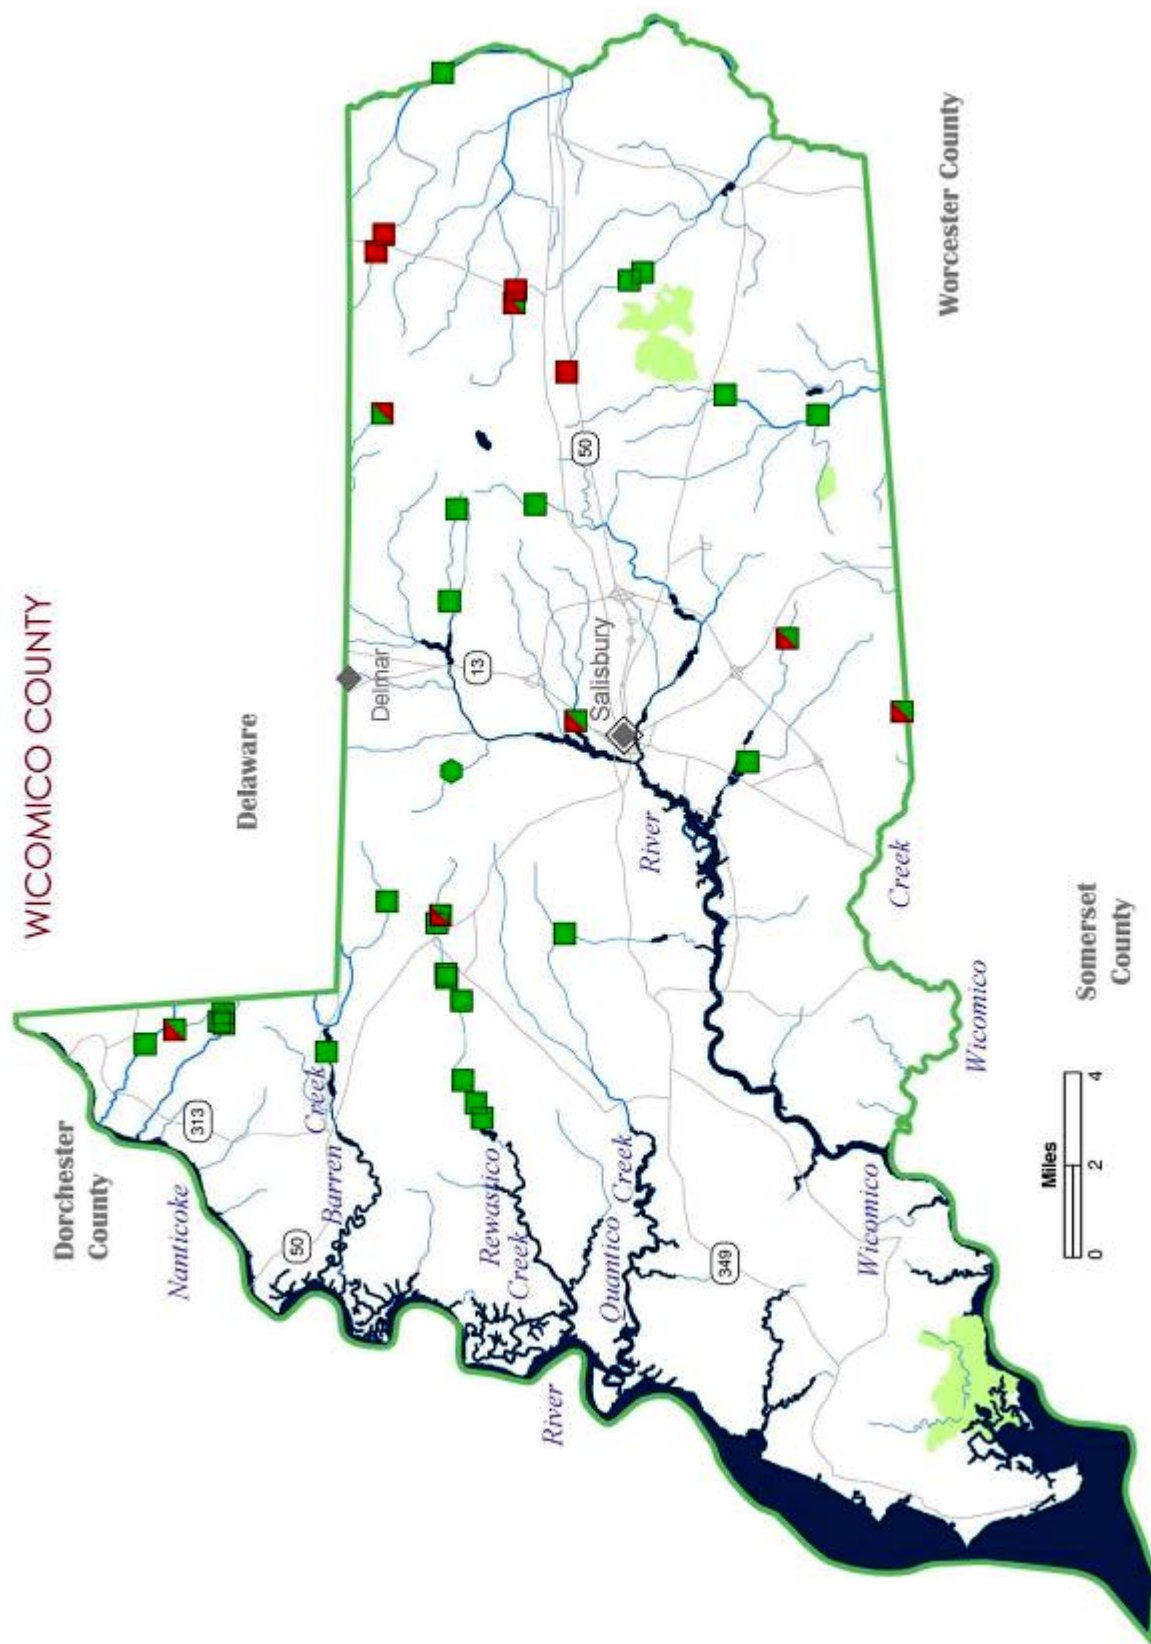 WICOMICO COUNTY
Delaware
Dorchester
County
Worcester County
Somerset
County
Delmar
Salisbury
13
50
50
313
349
Nanticoke
River
Barren
Creek
Rewastico
Creek
Quantico
Creek
River
Wicomico
Wicomico
Creek
Miles
0
2
4